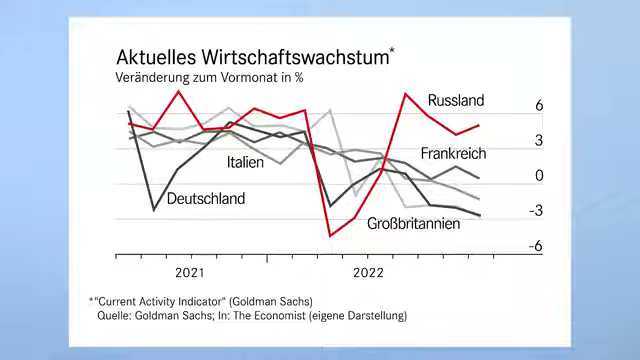 Aktuelles Wirtschaftswachstum*
Veränderung zum Vormonat in %
Russland
6
3
Frankreich
Italien
0
Deutschland
Großbritannien
-3
-6
2021
2022
*"Current Activity Indicator" (Goldman Sachs)
Quelle: Goldman Sachs; In: The Economist (eigene Darstellung)